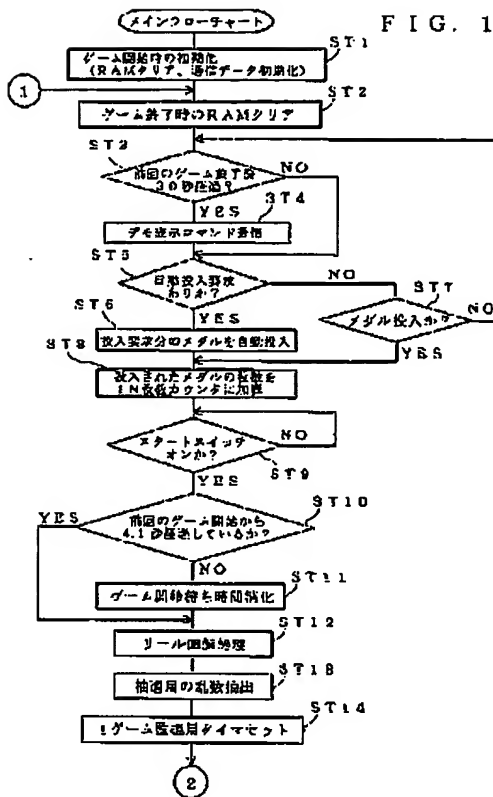 メインフローチャート
FIG. 1
ST1
ゲーム開始時の初期化
(RAMクリア、通信データ初期化)
1
ST2
ゲーム終了時のRAMクリア
ST3
前回のゲーム終了後
30秒経過?
NO
YES
ST4
デモ表示コマンド送信
ST5
自動投入要求
ありか?
NO
YES
ST7
メダル投入か?
NO
YES
ST6
投入要求分のメダルを自動投入
ST8
投入されたメダルの枚数を
IN枚数カウンタに加算
スタートスイッチ
オンか?
NO
ST9
YES
ST10
前回のゲーム開始から
4.1秒経過しているか?
YES
NO
ST11
ゲーム開始待ち時間消化
ST12
リール回転処理
ST13
抽選用の乱数抽出
ST14
1ゲーム監視用タイマセット
2